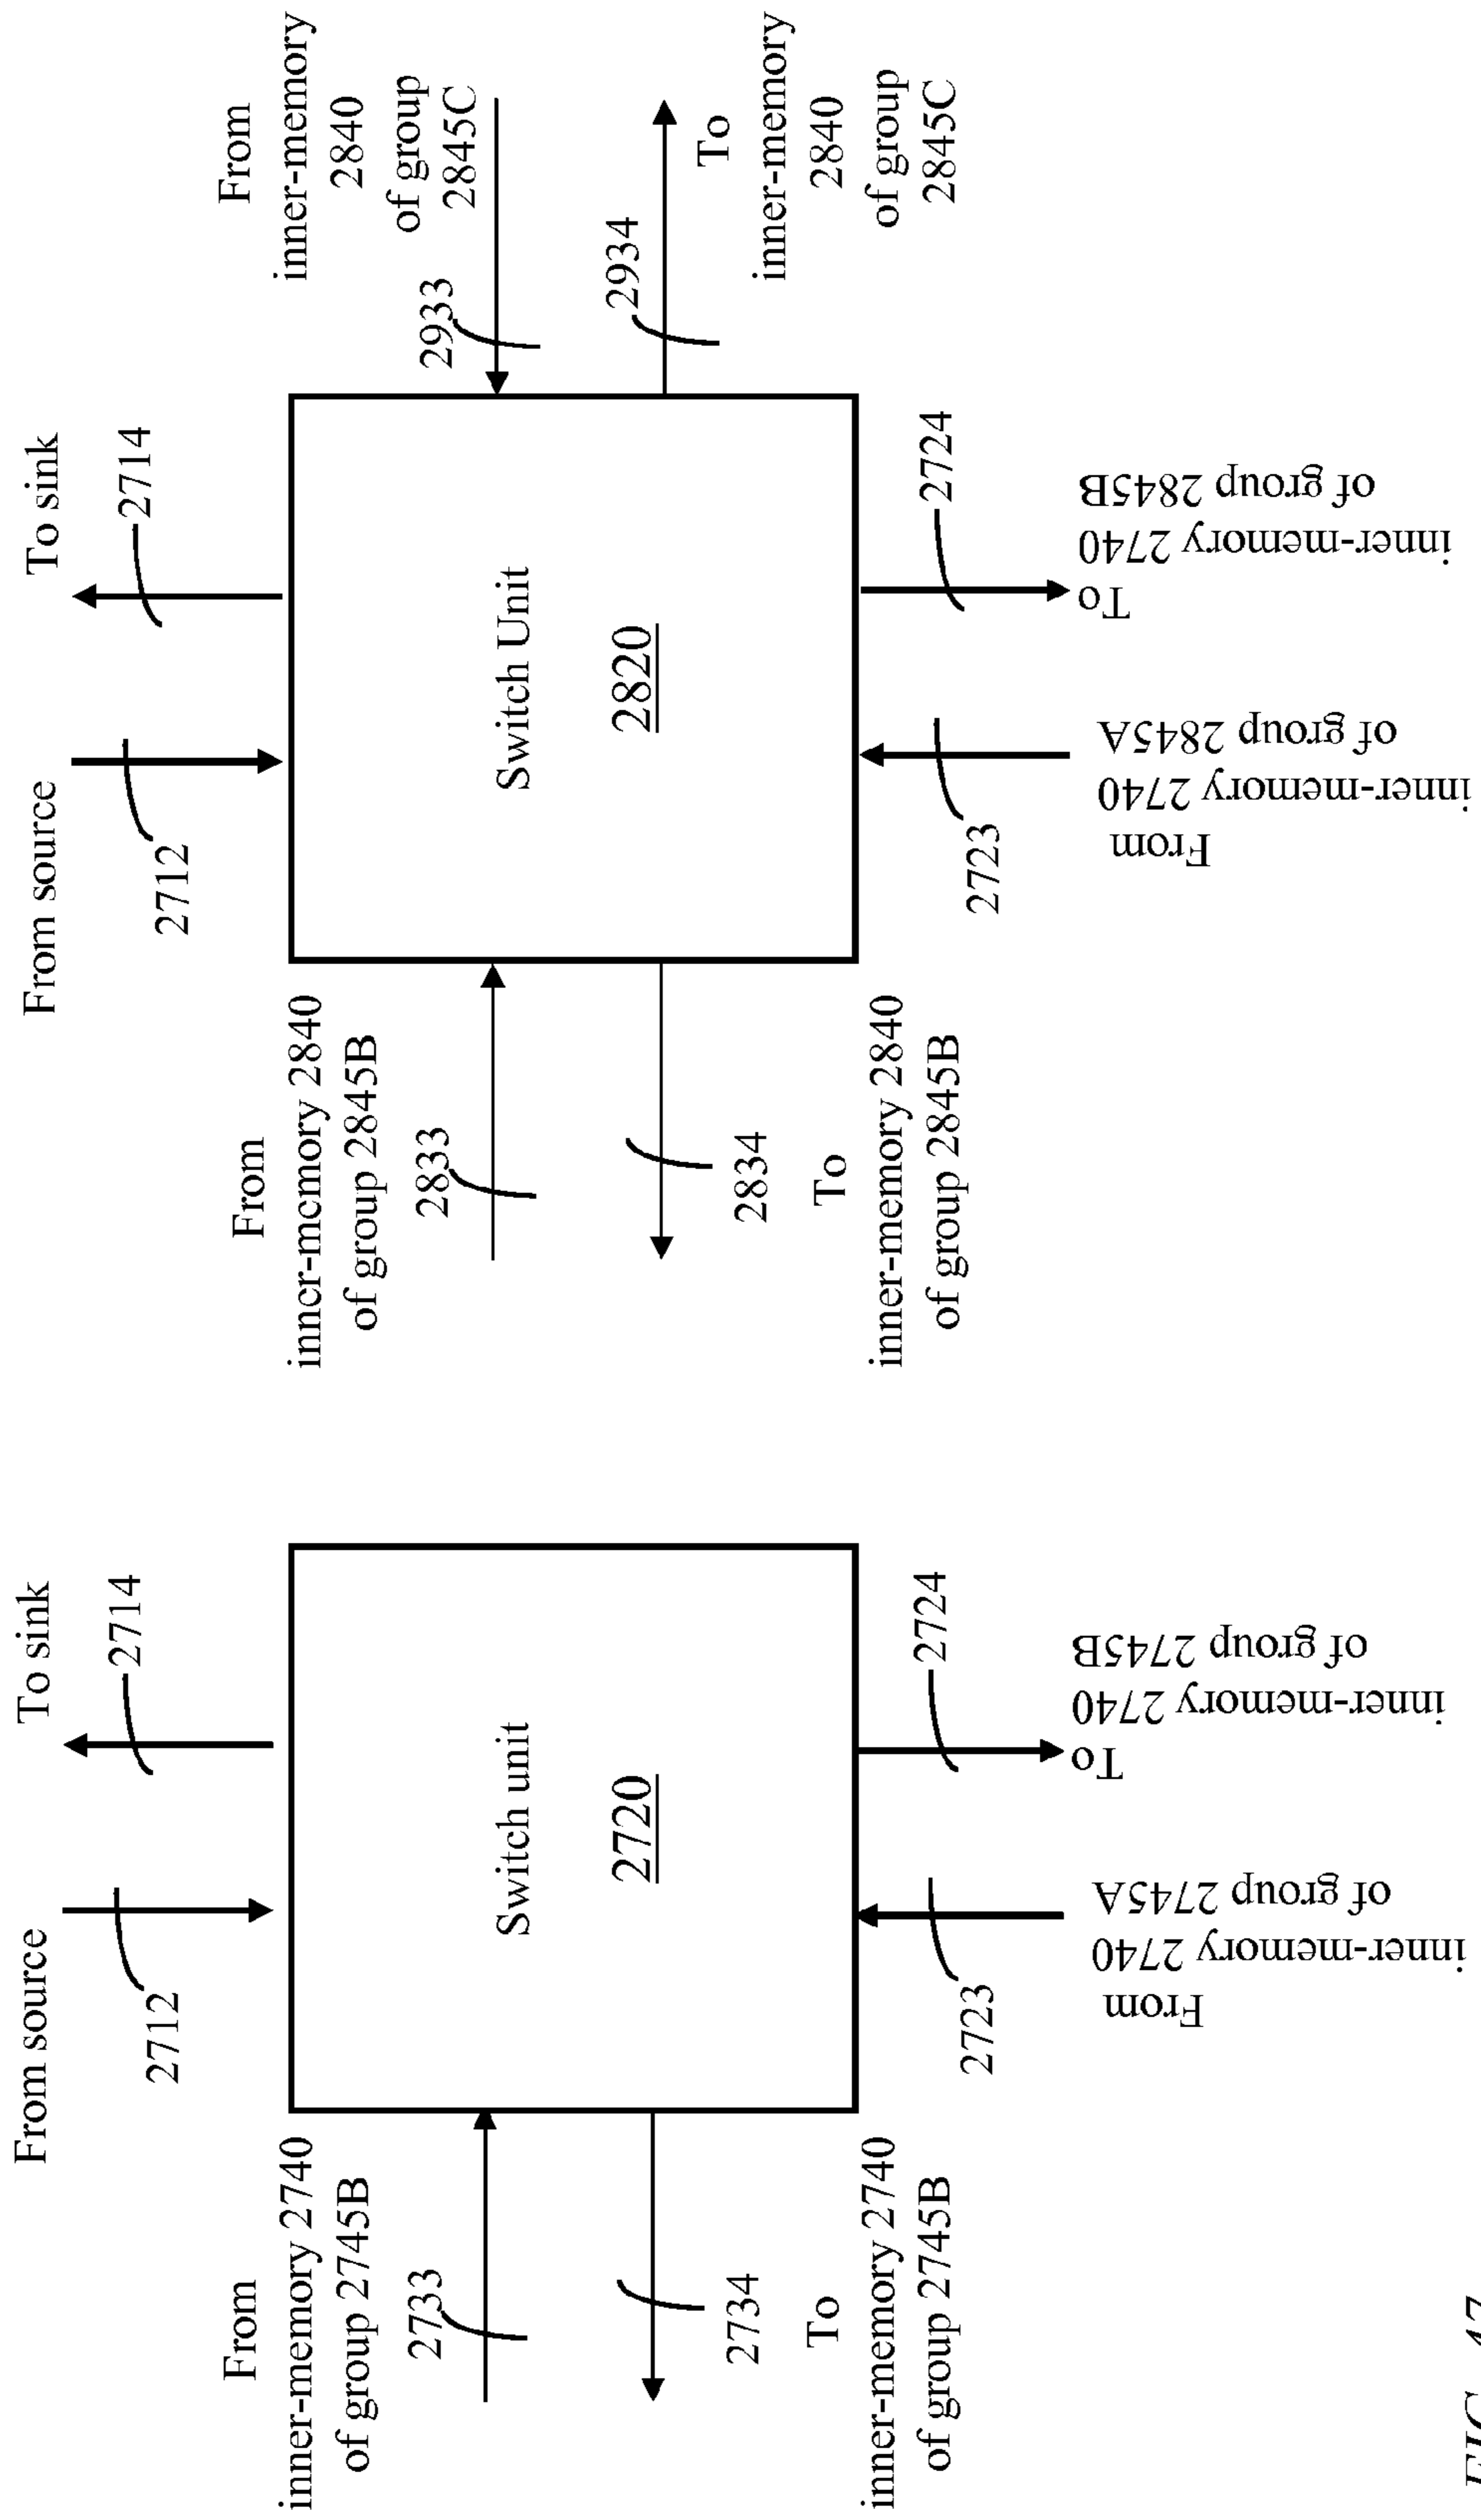 From source
2712
To sink
2714
From
inner-memory 2740
of group 2745B
2733
Switch unit
2720
2734
To
inner-memory 2740
of group 2745B
2723
From
inner-memory 2740
of group 2745A
2724
To
inner-memory 2740
of group 2745B
From source
2712
To sink
2714
From
inner-memory 2840
of group 2845B
2833
Switch Unit
2820
2834
To
inner-memory 2840
of group 2845B
From
inner-memory
2840
of group
2845C
2933
2934
To
inner-memory
2840
of group
2845C
2723
From
inner-memory 2740
of group 2845A
2724
To
inner-memory 2740
of group 2845B
FIG. 47